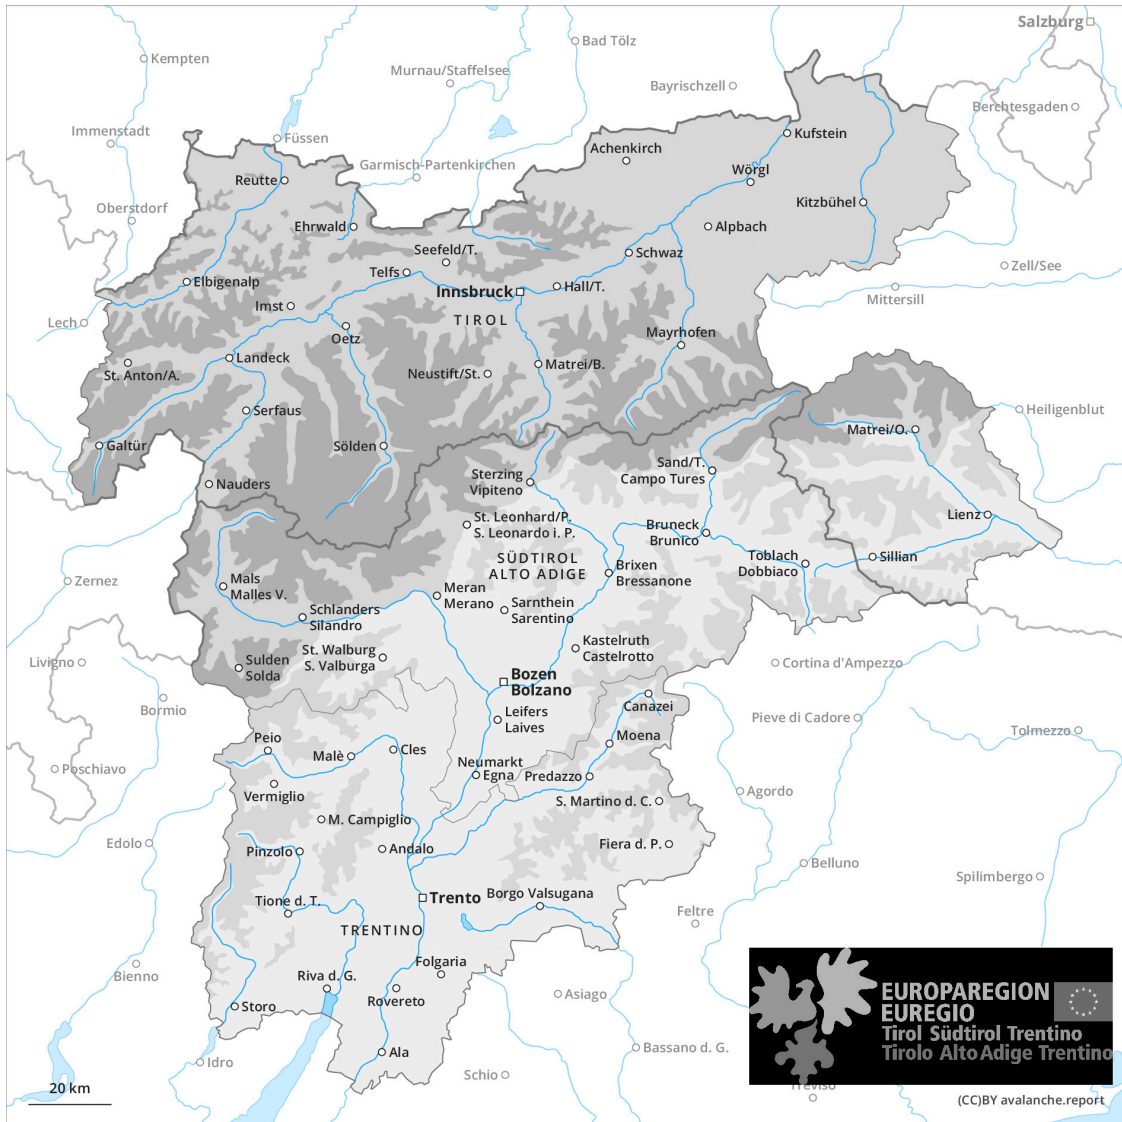 Salzburg
Bad Tölz
Kempten
Murnau/Staffelsee
Bayrischzell
Berchtesgaden
Immenstadt
Füssen
Kufstein
Achenkirch
Garmisch-Partenkirchen
Wörgl
Reutte
Kitzbühel
Oberstdorf
Ehrwald
Alpbach
Seefeld/T.
Schwaz
Zell/See
Telfs
Elbigenalp
Hall/T.
Innsbruck
Mittersill
Imst
TIROL
Lech
Oetz
Mayrhofen
Landeck
Matrei/B.
St. Anton/A.
Neustift/St.
Serfaus
Heiligenblut
Matrei/O.
Galtür
Sölden
Sand/T.
Campo Tures
Sterzing
Vipiteno
Nauders
St. Leonhard/P.
S. Leonardo i. P.
Lienz
Bruneck
Brunico
SÜDTIROL
ALTO ADIGE
Toblach
Dobbiaco
Sillian
Brixen
Bressanone
Zernez
Mals
Malles V.
Meran
Merano
Sarnthein
Sarentino
Schlanders
Silandro
Kastelruth
Castelrotto
St. Walburg
S. Valburga
Livigno
Sulden
Solda
Cortina d'Ampezzo
Bozen
Bolzano
Bormio
Canazei
Leifers
Laives
Pieve di Cadore
Tolmezzo
Peio
Moena
Malè
Cles
Neumarkt
Egna
Predazzo
Poschiavo
Vermiglio
Agordo
S. Martino d. C.
M. Campiglio
Edolo
Pinzolo
Andalo
Fiera d. P.
Belluno
Spilimbergo
Borgo Valsugana
Tione d. T.
Trento
Feltre
TRENTINO
Folgaria
Bienno
Riva d. G.
Rovereto
Asiago
Storo
EUROPAREGION
EUREGIO
Tirol Südtirol Trentino
Tirolo Alto Adige Trentino
Ala
Idro
Bassano d. G.
Schio
Treviso
20 km
(CC)BY avalanche.report